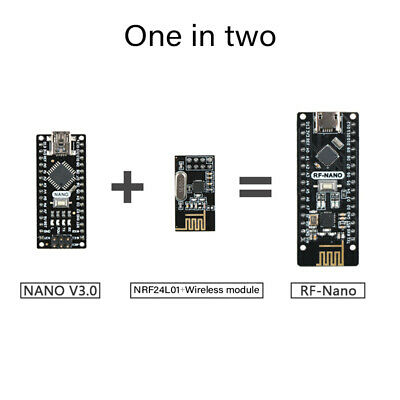 One in two
NANO
RF-NANO
NANO V3.0
NRF24L01+Wireless module
RF-Nano